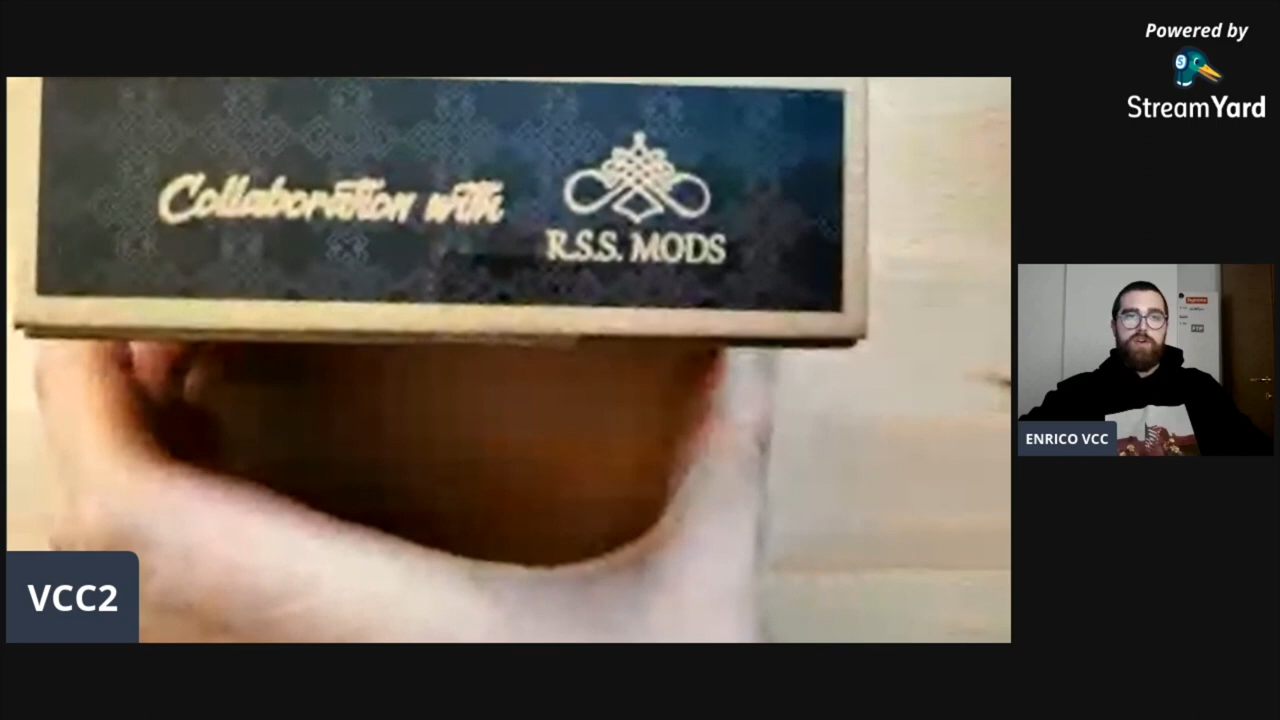 Powered by
StreamYard
Collaboration with
R.S.S. MODS
ENRICO VCC
VCC2